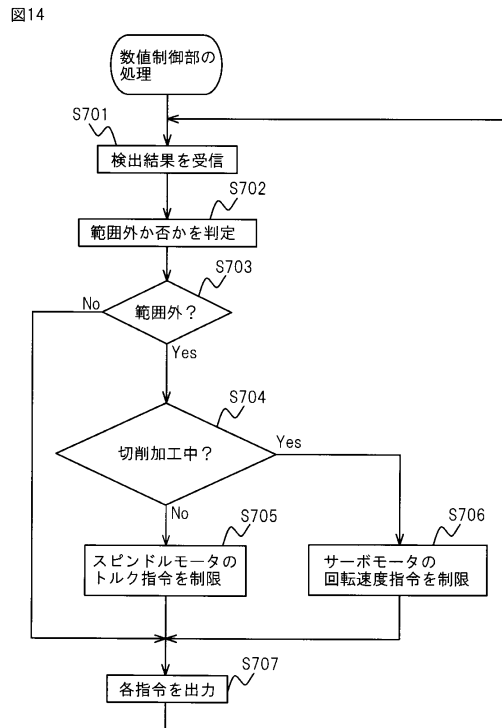 図14
数値制御部の
処理
S701
検出結果を受信
S702
範囲外か否かを判定
S703
範囲外?
No
Yes
S704
切削加工中?
Yes
No
S705
スピンドルモータの
トルク指令を制限
S706
サーボモータの
回転速度指令を制限
S707
各指令を出力